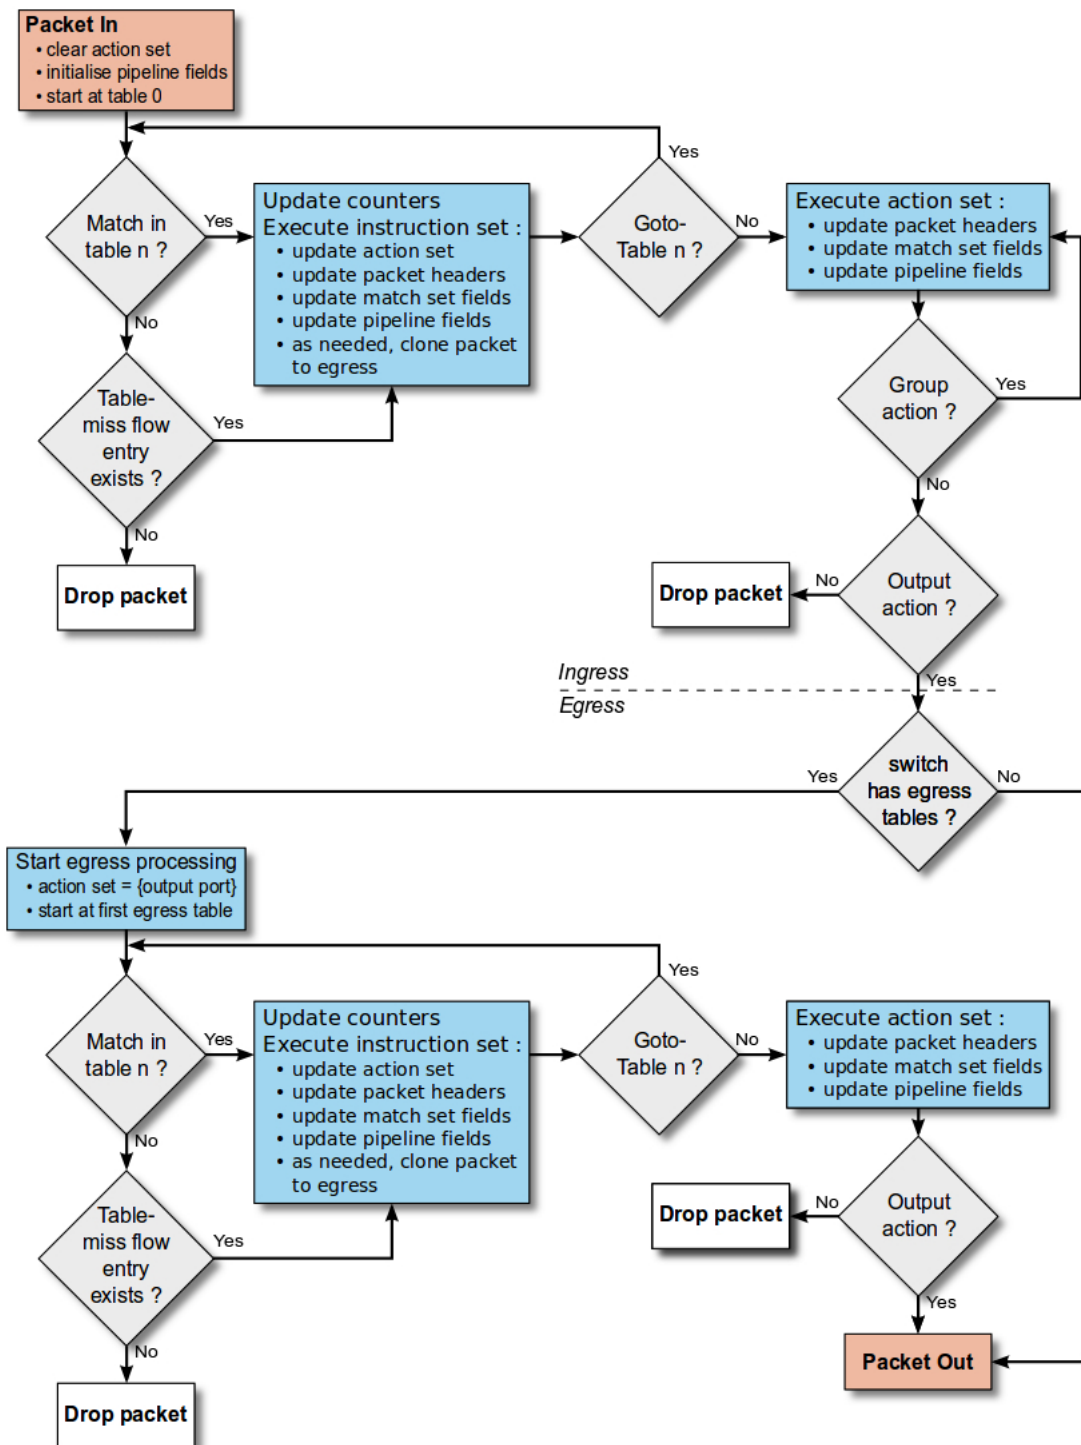 Packet In
• clear action set
• initialise pipeline fields
• start at table 0
Yes
Match in
table n ?
Yes
Update counters
Execute instruction set :
• update action set
• update packet headers
• update match set fields
• update pipeline fields
• as needed, clone packet
to egress
Goto-
Table n ?
No
Execute action set :
• update packet headers
• update match set fields
• update pipeline fields
No
Table-
miss flow
entry
exists ?
Yes
Group
action ?
Yes
No
No
Drop packet
Drop packet
No
Output
action ?
Ingress
Yes
Egress
Yes
switch
has egress
tables ?
No
Start egress processing
• action set = {output port}
• start at first egress table
Yes
Match in
table n ?
Yes
Update counters
Execute instruction set :
• update action set
• update packet headers
• update match set fields
• update pipeline fields
• as needed, clone packet
to egress
Goto-
Table n ?
No
Execute action set :
• update packet headers
• update match set fields
• update pipeline fields
No
Table-
miss flow
entry
exists ?
Yes
Drop packet
No
Output
action ?
Yes
No
Packet Out
Drop packet